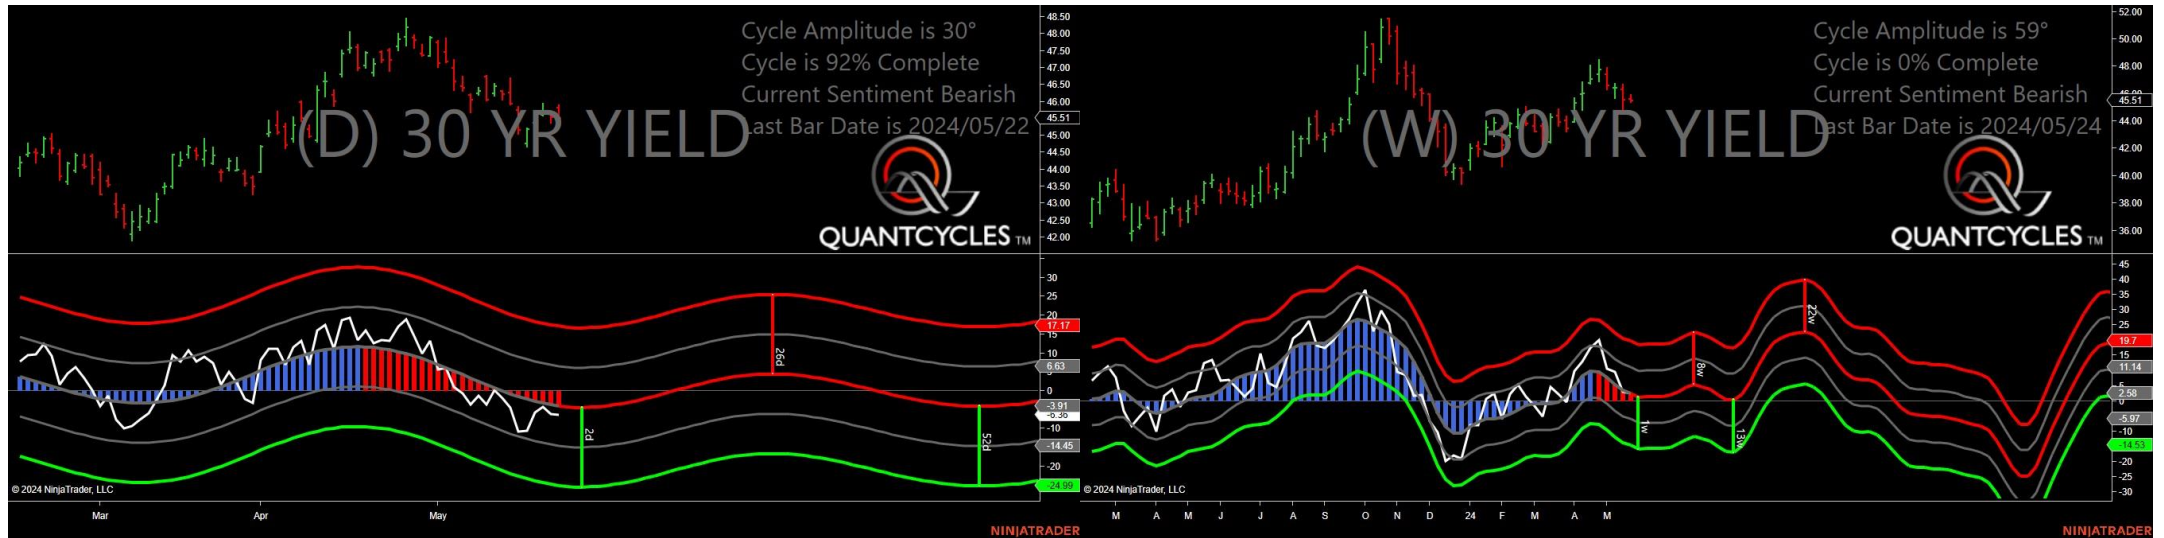 Cycle Amplitude is 30°
Cycle is 92% Complete
Current Sentiment Bearish
Last Bar Date is 2024/05/22
(D) 30 YR YIELD
QUANTCYCLES TM
48.50
48.00
47.50
47.00
46.50
46.00
45.51
45.00
44.50
44.00
43.50
43.00
42.50
42.00
30
25
20
17.17
15
10
6.63
0
-3.91
-6.36
-10
-14.45
-20
-24.99
26d
2d
52d
© 2024 NinjaTrader, LLC
Mar Apr May
NINJATRADER
Cycle Amplitude is 59°
Cycle is 0% Complete
Current Sentiment Bearish
Last Bar Date is 2024/05/24
(W) 30 YR YIELD
QUANTCYCLES TM
52.00
50.00
48.00
45.51
44.00
42.00
40.00
38.00
36.00
45
40
35
30
25
19.7
15
11.14
5
2.58
0
-5.97
-10
-14.53
-20
-25
-30
22w
8w
1w
13w
© 2024 NinjaTrader, LLC
M A M J J A S O N D 24 F M A M
NINJATRADER